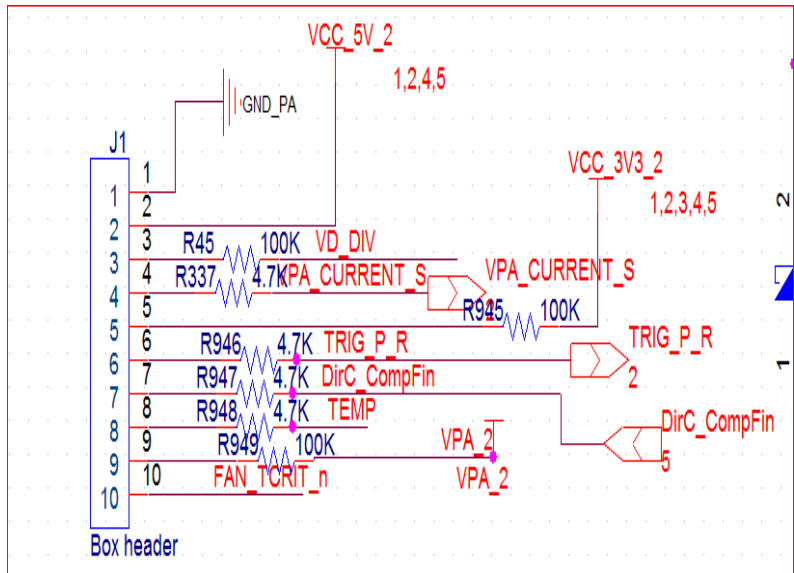 VCC_5V_2
1,2,4,5
GND_PA
J1
VCC_3V3_2
1,2,3,4,5
2
1
1
2
2
3
R45 100K VD_DIV
3
4
R337 4.7K VPA_CURRENT_S VPA_CURRENT_S
4
5
R945 100K
5
6
R946 4.7K TRIG_P_R TRIG_P_R
6
2
1
7
R947 4.7K DirC_CompFin
7
8
R948 4.7K TEMP DirC_CompFin
8
9
R949 100K VPA_2
5
9
10
FAN_TCRIT_n VPA_2
10
Box header